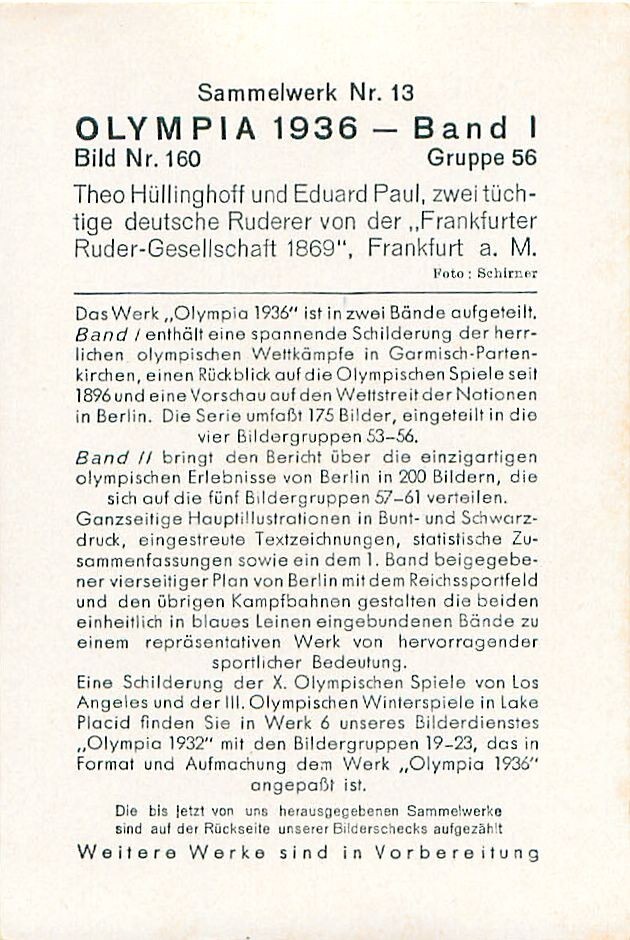 Sammelwerk Nr. 13
OLYMPIA 1936 — Band I
Bild Nr. 160 Gruppe 56
Theo Hüllinghoff und Eduard Paul, zwei tüch-
tige deutsche Ruderer von der „Frankfurter
Ruder-Gesellschaft 1869“, Frankfurt a. M.
Foto: Schirner
Das Werk „Olympia 1936“ ist in zwei Bände aufgeteilt.
Band I enthält eine spannende Schilderung der herr-
lichen olympischen Wettkämpfe in Garmisch-Parten-
kirchen, einen Rückblick auf die Olympischen Spiele seit
1896 und eine Vorschau auf den Wettstreit der Nationen
in Berlin. Die Serie umfaßt 175 Bilder, eingeteilt in die
vier Bildergruppen 53–56.
Band II bringt den Bericht über die einzigartigen
olympischen Erlebnisse von Berlin in 200 Bildern, die
sich auf die fünf Bildergruppen 57–61 verteilen.
Ganzseitige Hauptillustrationen in Bunt- und Schwarz-
druck, eingestreute Textzeichnungen, statistische Zu-
sammenfassungen sowie ein dem 1. Band beigegebe-
ner vierseitiger Plan von Berlin mit dem Reichssportfeld
und den übrigen Kampfbahnen gestalten die beiden
einheitlich in blaues Leinen eingebundenen Bände zu
einem repräsentativen Werk von hervorragender
sportlicher Bedeutung.
Eine Schilderung der X. Olympischen Spiele von Los
Angeles und der III. Olympischen Winterspiele in Lake
Placid finden Sie in Werk 6 unseres Bilderdienstes
„Olympia 1932“ mit den Bildergruppen 19–23, das in
Format und Aufmachung dem Werk „Olympia 1936“
angepaßt ist.
Die bis jetzt von uns herausgegebenen Sammelwerke
sind auf der Rückseite unserer Bilderschecks aufgezählt
Weitere Werke sind in Vorbereitung